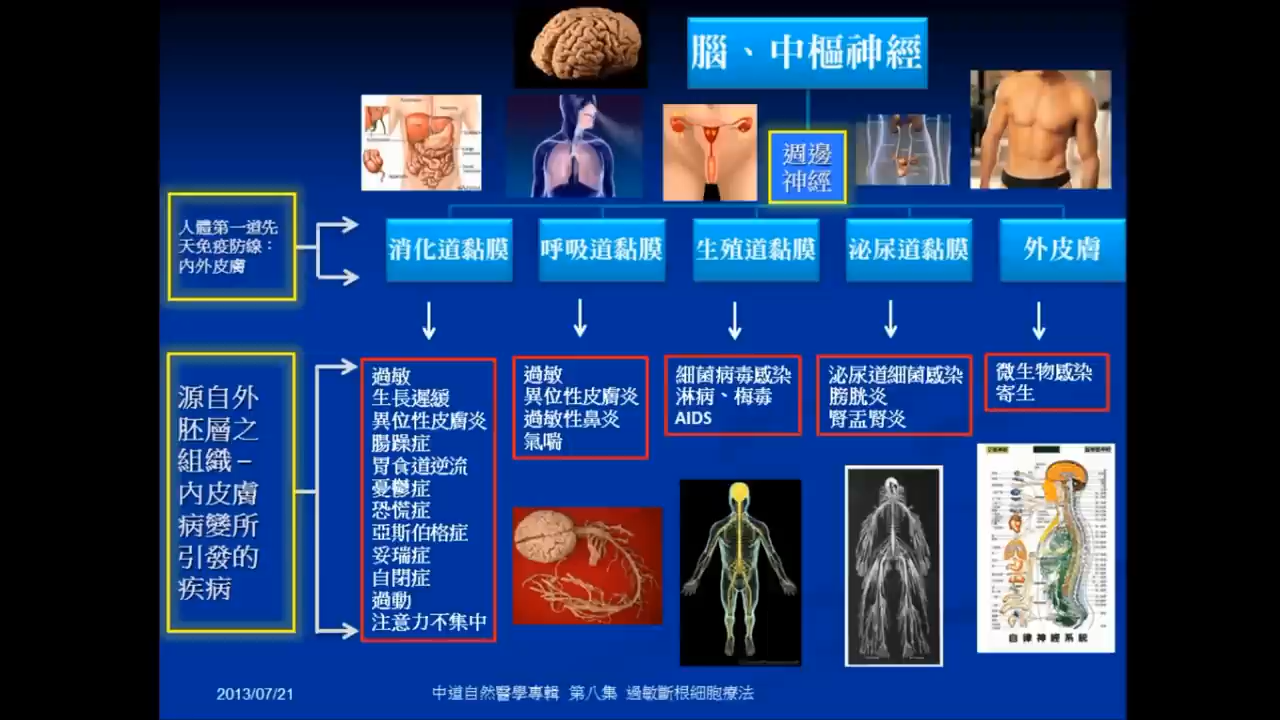 腦、中樞神經
週邊
神經
人體第一道先
天免疫防線：
內外皮膚
消化道黏膜
呼吸道黏膜
生殖道黏膜
泌尿道黏膜
外皮膚
源自外
胚層之
組織–
內皮膚
病變所
引發的
疾病
過敏
生長遲緩
異位性皮膚炎
腸躁症
胃食道逆流
憂鬱症
恐慌症
亞斯伯格症
妥瑞症
自閉症
過動
注意力不集中
過敏
異位性皮膚炎
過敏性鼻炎
氣喘
細菌病毒感染
淋病、梅毒
AIDS
泌尿道細菌感染
膀胱炎
腎盂腎炎
微生物感染
寄生
自律神經系統
2013/07/21
中道自然醫學專輯 第八集 過敏斷根細胞療法